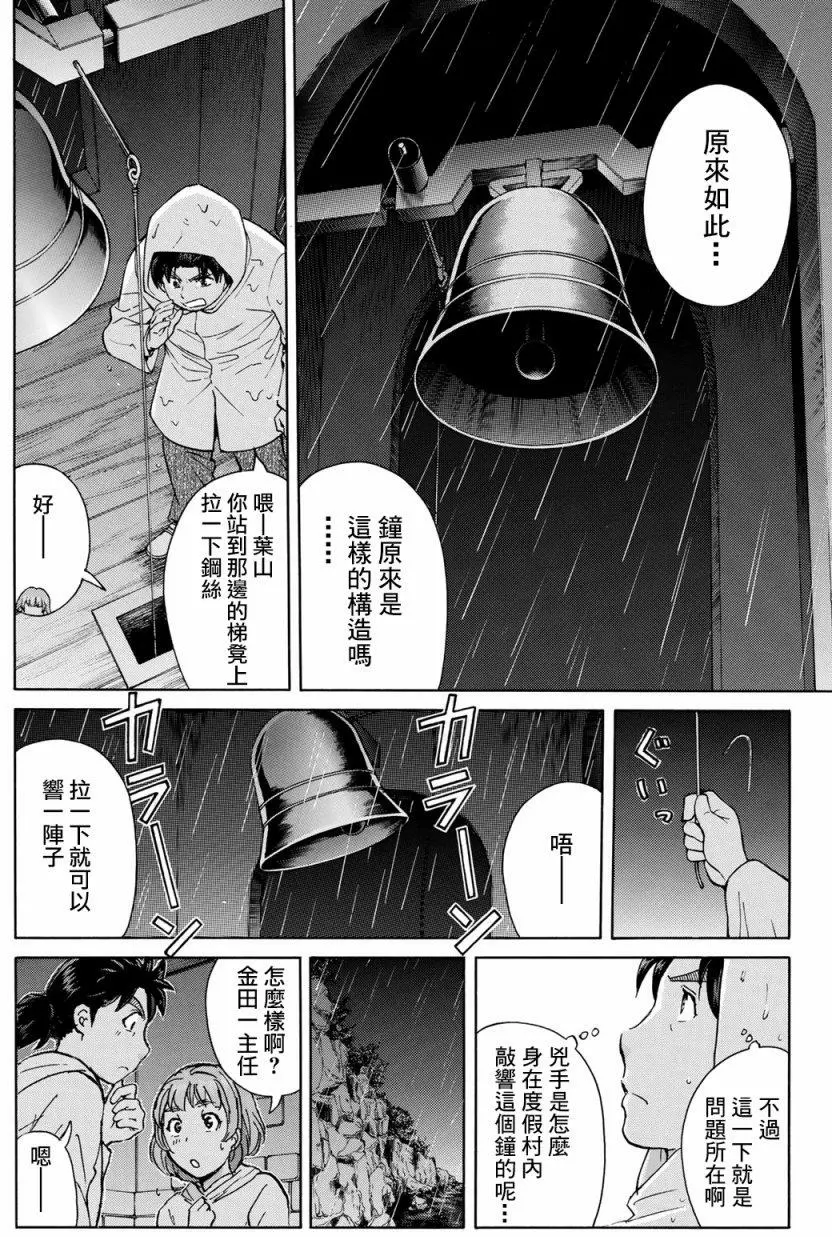 原來如此…
鐘原來是
這樣的構造嗎
……
喂—葉山
你站到那邊的梯凳上
拉一下鋼絲
好—
ぐいっ
唔—
カラーン
カラーン
拉一下就可以
響一陣子
不過
這一下就是
問題所在啊
兇手是怎麼
身在度假村內
敲響這個鐘的呢…
怎麼樣啊?
金田一主任
嗯—